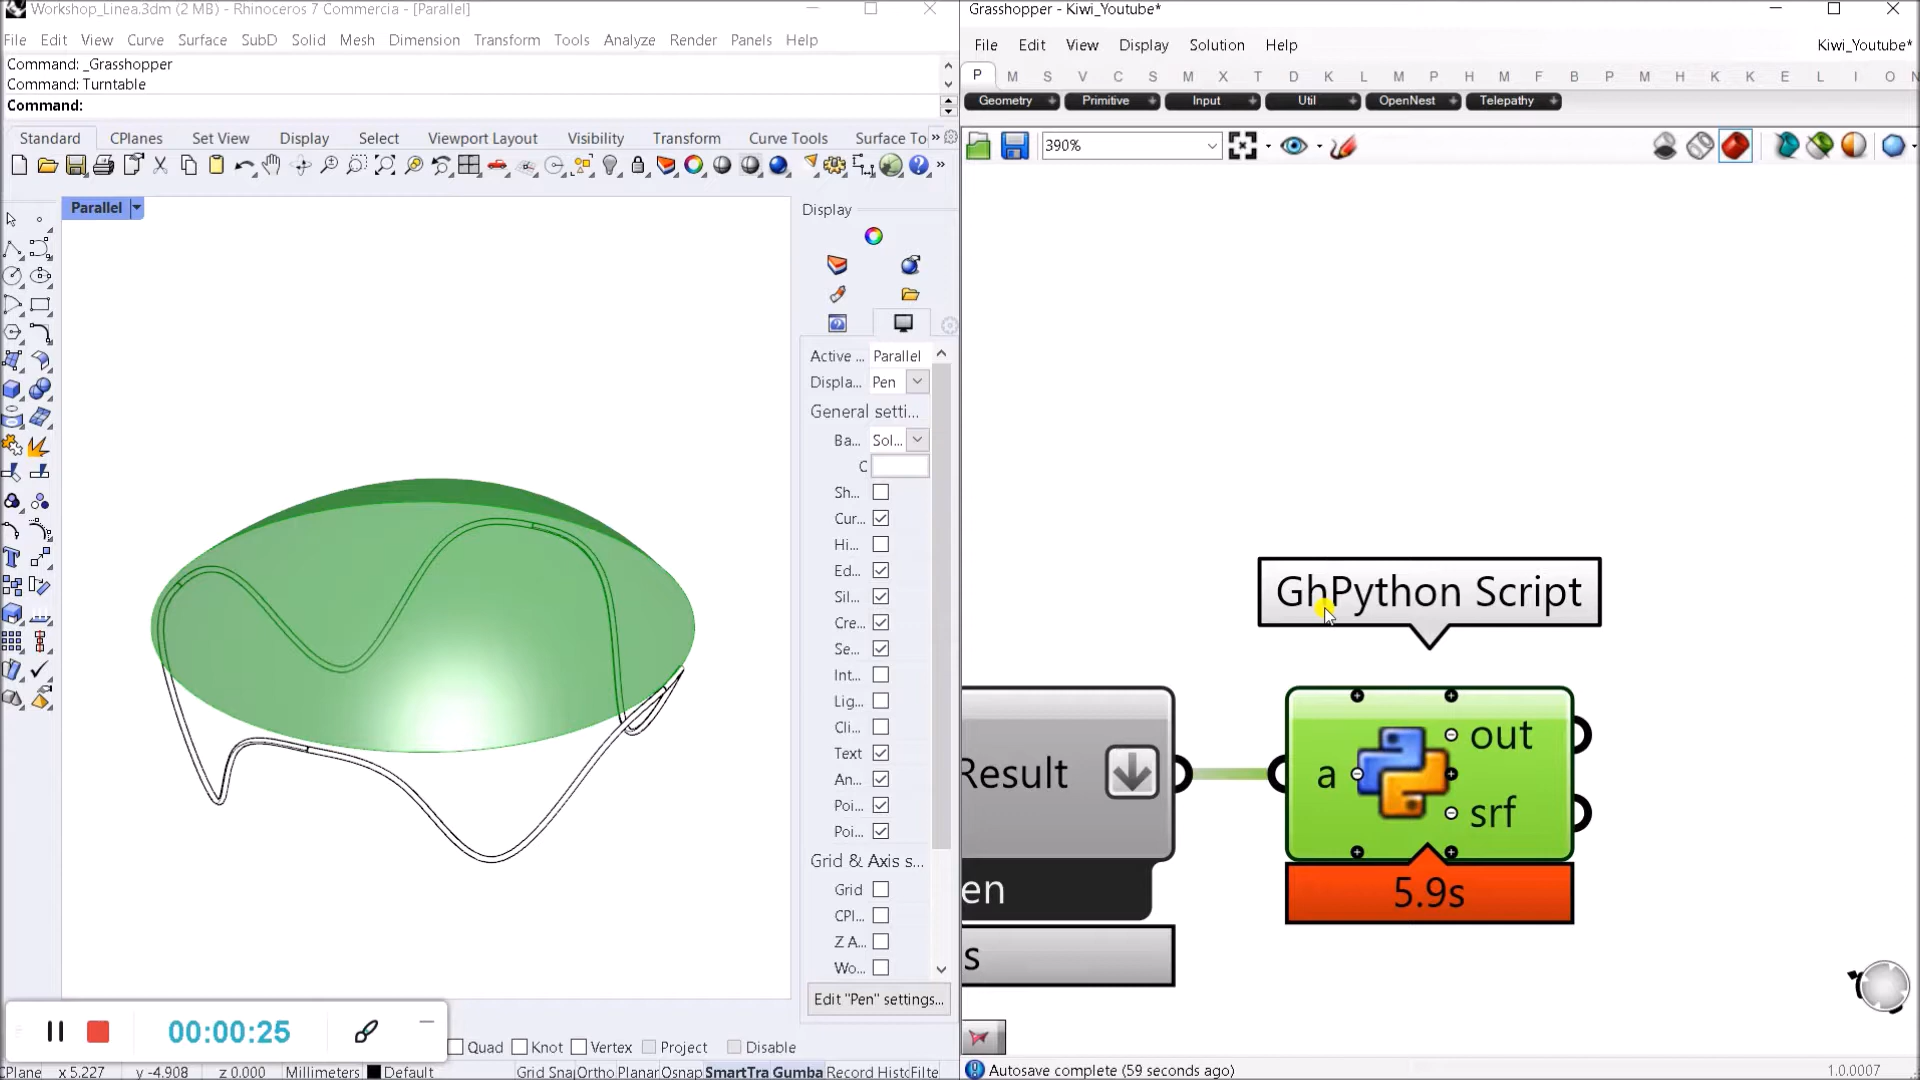 Workshop_Linea.3dm (2 MB) - Rhinoceros 7 Commercia - [Parallel]
File Edit View Curve Surface SubD Solid Mesh Dimension Transform Tools Analyze Render Panels Help
Command: _Grasshopper
Command: Turntable
Command:
Standard CPlanes Set View Display Select Viewport Layout Visibility Transform Curve Tools Surface To »
Parallel
Display
Active ... Parallel
Displa... Pen
General setti...
Ba... Sol...
C
Sh...
Cur...
Hi...
Ed...
Sil...
Cre...
Se...
Int...
Lig...
Cli...
Text
An...
Poi...
Poi...
Grid & Axis s...
Grid
CPl...
Z A...
Wo...
Edit "Pen" settings...
00:00:25
Quad Knot Vertex Project Disable
CPlane x 5.227 y -4.908 z 0.000 Millimeters Default Grid Snap Ortho Planar Osnap SmartTra Gumba Record Histo Filte
Grasshopper - Kiwi_Youtube*
File Edit View Display Solution Help Kiwi_Youtube*
P M S V C S M X T D K L M P H M F B P M H K K E L I O N
Geometry Primitive Input Util OpenNest Telepathy
390%
GhPython Script
Result
a
out
srf
en
5.9s
s
Autosave complete (59 seconds ago)
1.0.0007